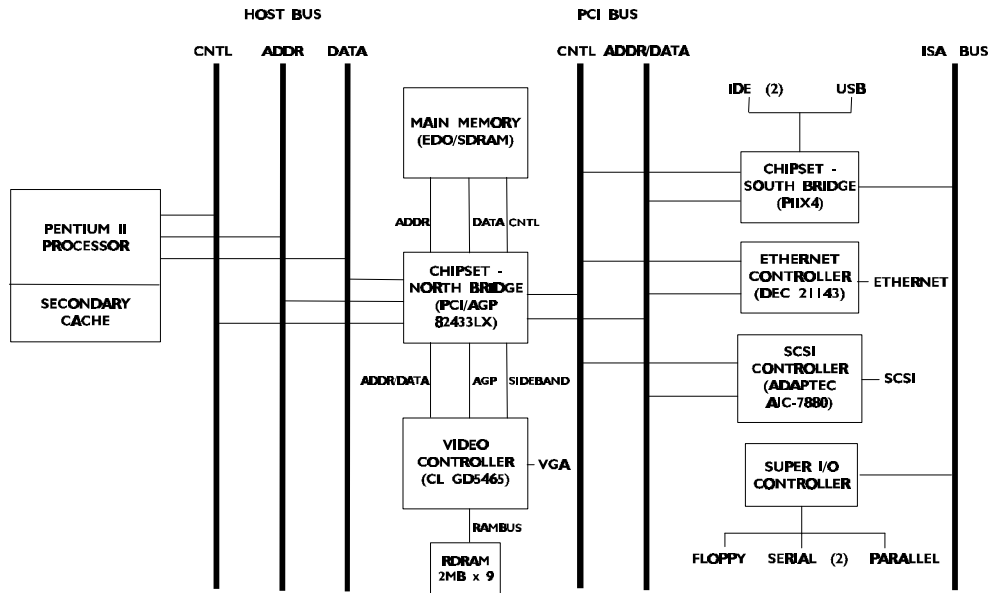 HOST BUS
PCI BUS
CNTL
ADDR
DATA
CNTL ADDR/DATA
ISA BUS
IDE (2)
USB
MAIN MEMORY
(EDO/SDRAM)
CHIPSET -
SOUTH BRIDGE
(PIIX4)
ADDR
DATA
CNTL
PENTIUM II
PROCESSOR
SECONDARY
CACHE
CHIPSET -
NORTH BRIDGE
(PCI/AGP
82433LX)
ETHERNET
CONTROLLER
(DEC 21143)
ETHERNET
ADDR/DATA
AGP
SIDEBAND
SCSI
CONTROLLER
(ADAPTEC
AIC-7880)
SCSI
VIDEO
CONTROLLER
(CL GD5465)
VGA
SUPER I/O
CONTROLLER
RAMBUS
RDRAM
2MB x 9
FLOPPY
SERIAL (2)
PARALLEL